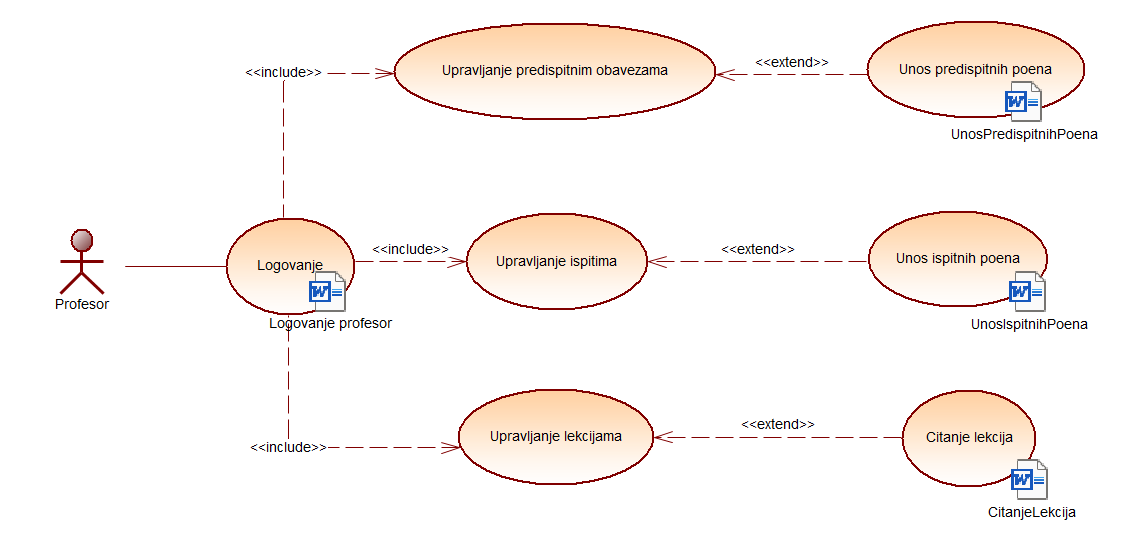 <<include>>
Upravljanje predispitnim obavezama
<<extend>>
Unos predispitnih poena
UnosPredispitnihPoena
Profesor
Logovanje
Logovanje profesor
<<include>>
Upravljanje ispitima
<<extend>>
Unos ispitnih poena
UnosIspitnihPoena
<<include>>
Upravljanje lekcijama
<<extend>>
Citanje lekcija
CitanjeLekcija